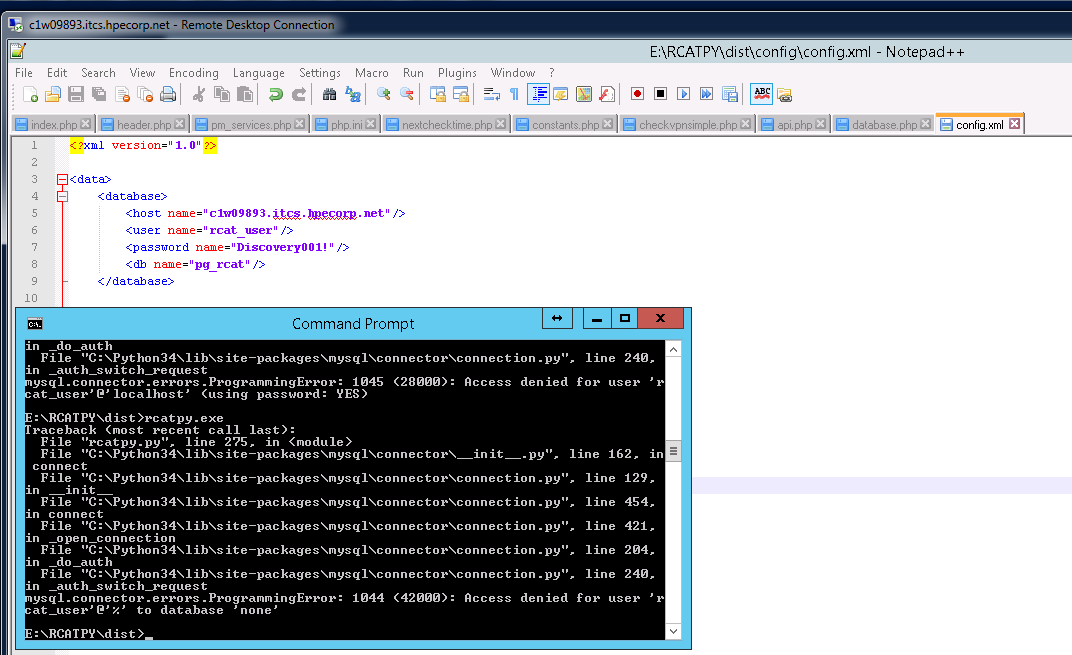 c1w09893.itcs.hpecorp.net - Remote Desktop Connection
E:\RCATPY\dist\config\config.xml - Notepad++
File Edit Search View Encoding Language Settings Macro Run Plugins Window ?
ABC
index.php header.php pm_services.php php.ini nextchecktime.php constants.php checkvpnsimple.php api.php database.php config.xml
1 <?xml version="1.0"?>
2
3 <data>
4 <database>
5 <host name="c1w09893.itcs.hpecorp.net"/>
6 <user name="rcat_user"/>
7 <password name="Discovery001!"/>
8 <db name="pg_rcat"/>
9 </database>
10
C:\.
Command Prompt
in _do_auth
File "C:\Python34\lib\site-packages\mysql\connector\connection.py", line 240,
in _auth_switch_request
mysql.connector.errors.ProgrammingError: 1045 (28000): Access denied for user 'r
cat_user'@'localhost' (using password: YES)
E:\RCATPY\dist>rcatpy.exe
Traceback (most recent call last):
File "rcatpy.py", line 275, in <module>
File "C:\Python34\lib\site-packages\mysql\connector\__init__.py", line 162, in
connect
File "C:\Python34\lib\site-packages\mysql\connector\connection.py", line 129,
in __init__
File "C:\Python34\lib\site-packages\mysql\connector\connection.py", line 454,
in connect
File "C:\Python34\lib\site-packages\mysql\connector\connection.py", line 421,
in _open_connection
File "C:\Python34\lib\site-packages\mysql\connector\connection.py", line 204,
in _do_auth
File "C:\Python34\lib\site-packages\mysql\connector\connection.py", line 240,
in _auth_switch_request
mysql.connector.errors.ProgrammingError: 1044 (42000): Access denied for user 'r
cat_user'@'%' to database 'none'
E:\RCATPY\dist>_